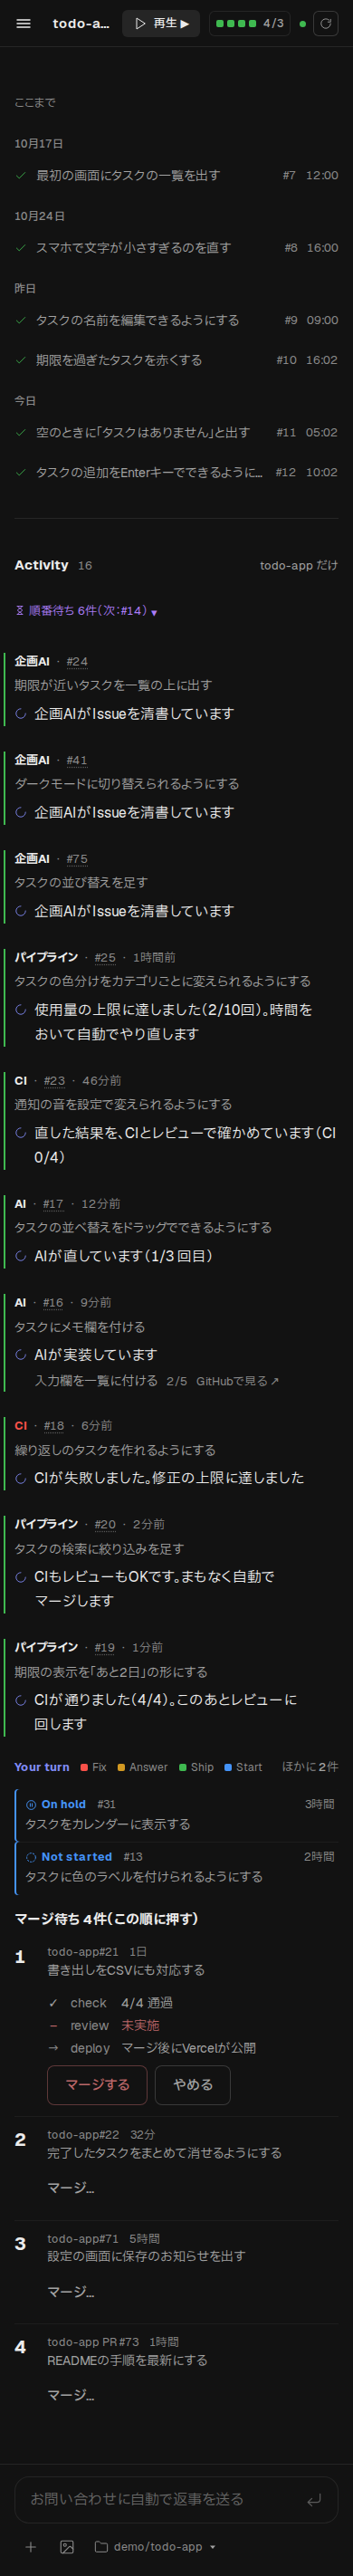 todo-a…
再生 ▶
4/3
ここまで
10月17日
最初の画面にタスクの一覧を出す #7 12:00
10月24日
スマホで文字が小さすぎるのを直す #8 16:00
昨日
タスクの名前を編集できるようにする #9 09:00
期限を過ぎたタスクを赤くする #10 16:02
今日
空のときに「タスクはありません」と出す #11 05:02
タスクの追加をEnterキーでできるように… #12 10:02
Activity 16 todo-app だけ
順番待ち 6件（次：#14）▼
企画AI · #24
期限が近いタスクを一覧の上に出す
企画AIがIssueを清書しています
企画AI · #41
ダークモードに切り替えられるようにする
企画AIがIssueを清書しています
企画AI · #75
タスクの並び替えを足す
企画AIがIssueを清書しています
パイプライン · #25 · 1時間前
タスクの色分けをカテゴリごとに変えられるようにする
使用量の上限に達しました（2/10回）。時間を
おいて自動でやり直します
CI · #23 · 46分前
通知の音を設定で変えられるようにする
直した結果を、CIとレビューで確かめています（CI
0/4）
AI · #17 · 12分前
タスクの並べ替えをドラッグでできるようにする
AIが直しています（1/3 回目）
AI · #16 · 9分前
タスクにメモ欄を付ける
AIが実装しています
入力欄を一覧に付ける 2/5 GitHubで見る ↗
CI · #18 · 6分前
繰り返しのタスクを作れるようにする
CIが失敗しました。修正の上限に達しました
パイプライン · #20 · 2分前
タスクの検索に絞り込みを足す
CIもレビューもOKです。まもなく自動で
マージします
パイプライン · #19 · 1分前
期限の表示を「あと2日」の形にする
CIが通りました（4/4）。このあとレビューに
回します
Your turn Fix Answer Ship Start ほかに2件
On hold #31 3時間
タスクをカレンダーに表示する
Not started #13 2時間
タスクに色のラベルを付けられるようにする
マージ待ち 4件（この順に押す）
1 todo-app#21 1日
書き出しをCSVにも対応する
✓ check 4/4 通過
– review 未実施
→ deploy マージ後にVercelが公開
マージする やめる
2 todo-app#22 32分
完了したタスクをまとめて消せるようにする
マージ…
3 todo-app#71 5時間
設定の画面に保存のお知らせを出す
マージ…
4 todo-app PR#73 1時間
READMEの手順を最新にする
マージ…
お問い合わせに自動で返事を送る
demo/todo-app